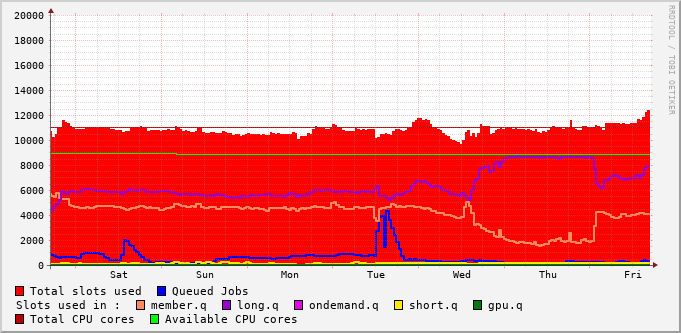 RRDTOOL / TOBI OETIKER
20000
18000
16000
14000
12000
10000
8000
6000
4000
2000
0
Sat Sun Mon Tue Wed Thu Fri
Total slots used Queued Jobs
Slots used in : member.q long.q ondemand.q short.q gpu.q
Total CPU cores Available CPU cores